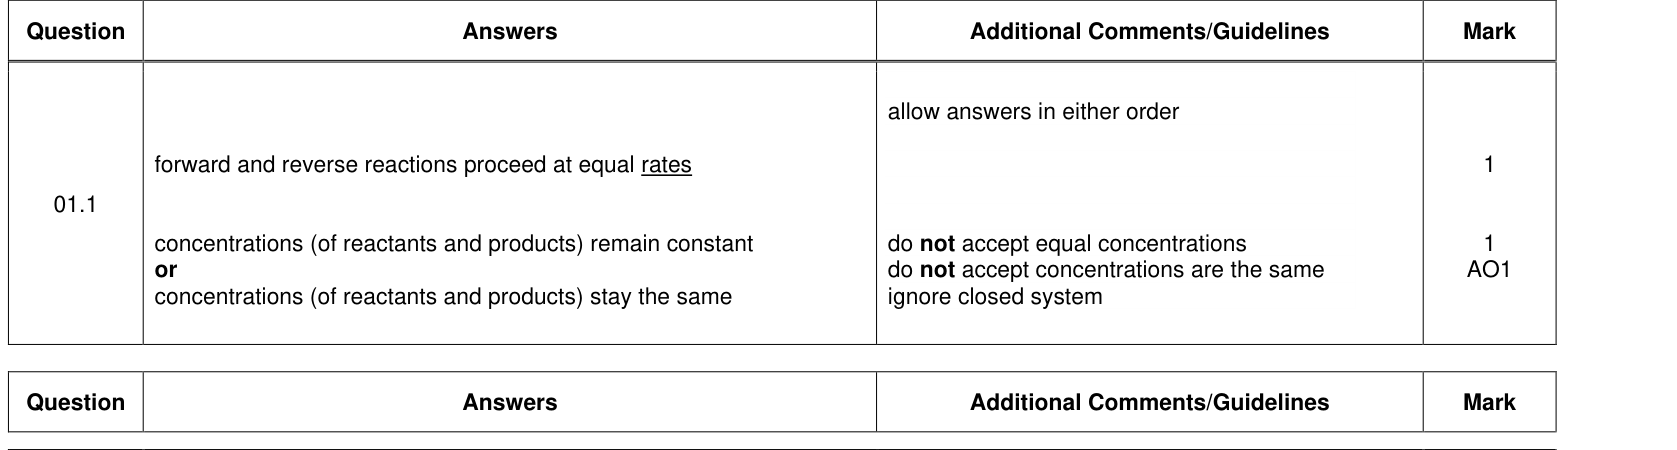 Question Answers Additional Comments/Guidelines Mark
allow answers in either order
forward and reverse reactions proceed at equal rates 1
01.1
concentrations (of reactants and products) remain constant do not accept equal concentrations 1
or do not accept concentrations are the same AO1
concentrations (of reactants and products) stay the same ignore closed system
Question Answers Additional Comments/Guidelines Mark